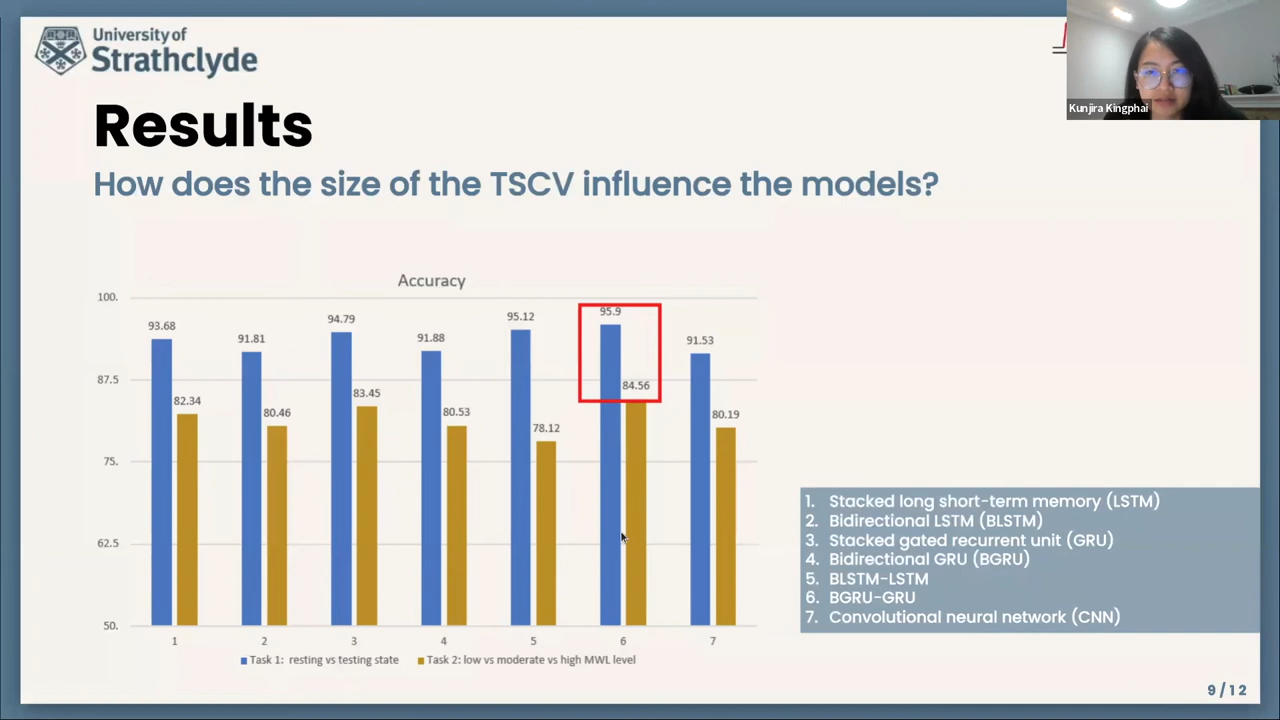 University of
Strathclyde
Kunjira Kingphai
Results
How does the size of the TSCV influence the models?
Accuracy
100.
87.5
75.
62.5
50.
93.68
82.34
91.81
80.46
94.79
83.45
91.88
80.53
95.12
78.12
95.9
84.56
91.53
80.19
1 2 3 4 5 6 7
Task 1: resting vs testing state Task 2: low vs moderate vs high MWL level
1. Stacked long short-term memory (LSTM)
2. Bidirectional LSTM (BLSTM)
3. Stacked gated recurrent unit (GRU)
4. Bidirectional GRU (BGRU)
5. BLSTM-LSTM
6. BGRU-GRU
7. Convolutional neural network (CNN)
9/12